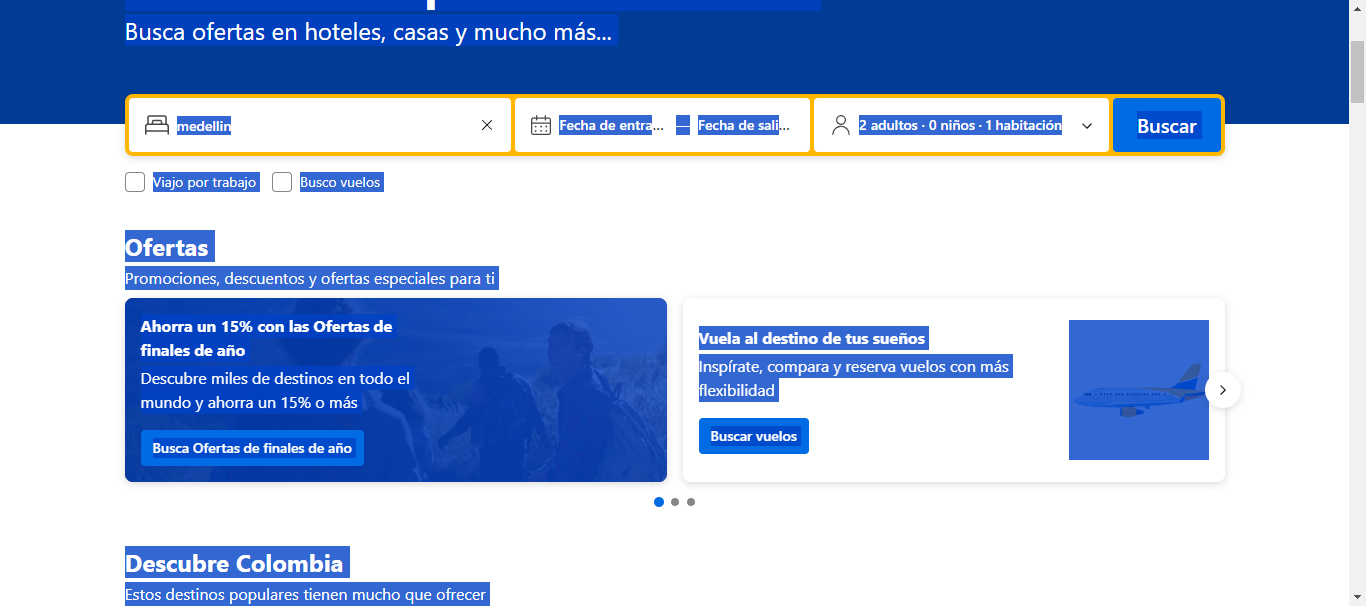 Busca ofertas en hoteles, casas y mucho más...
medellin
Fecha de entra... — Fecha de sali...
2 adultos · 0 niños · 1 habitación
Buscar
Viajo por trabajo
Busco vuelos
Ofertas
Promociones, descuentos y ofertas especiales para ti
Ahorra un 15% con las Ofertas de
finales de año
Descubre miles de destinos en todo el
mundo y ahorra un 15% o más
Busca Ofertas de finales de año
Vuela al destino de tus sueños
Inspírate, compara y reserva vuelos con más
flexibilidad
Buscar vuelos
Descubre Colombia
Estos destinos populares tienen mucho que ofrecer